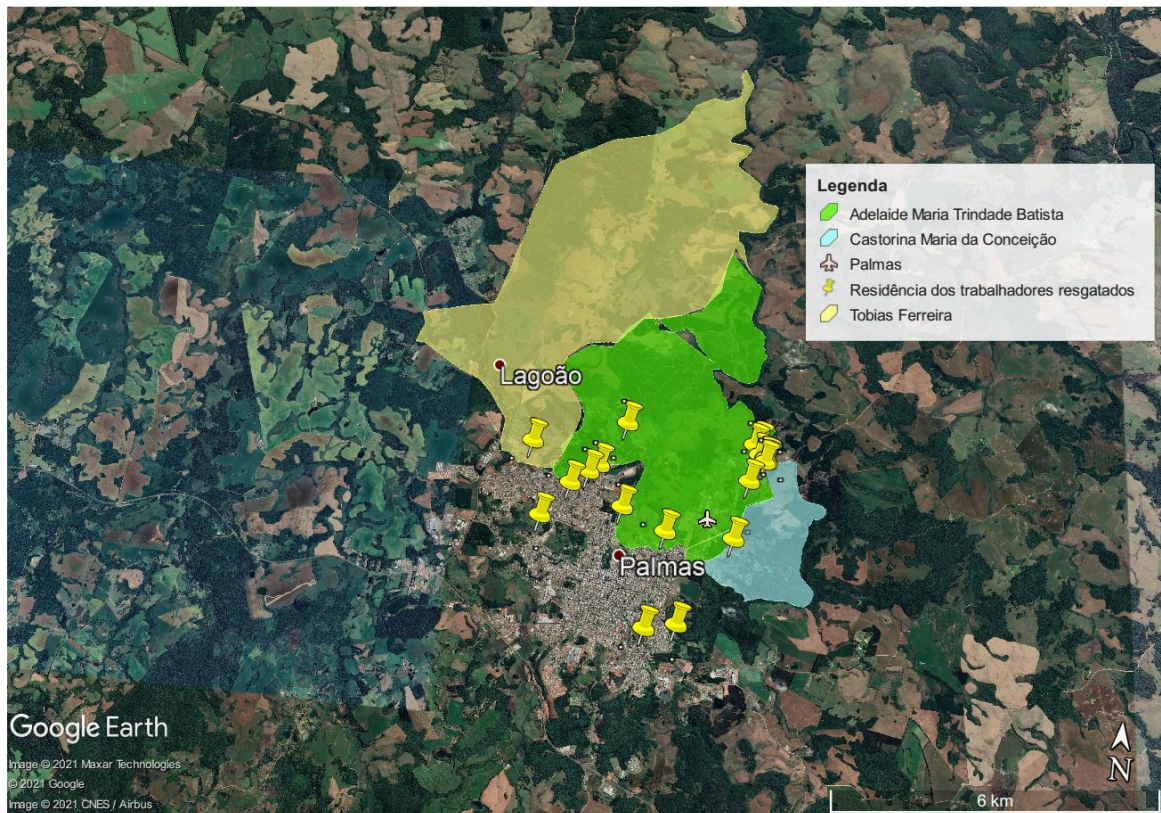 Legenda
Adelaide Maria Trindade Batista
Castorina Maria da Conceição
Palmas
Residência dos trabalhadores resgatados
Tobias Ferreira
Lagoão
Palmas
Google Earth
Image © 2021 Maxar Technologies
© 2021 Google
Image © 2021 CNES / Airbus
N
6 km